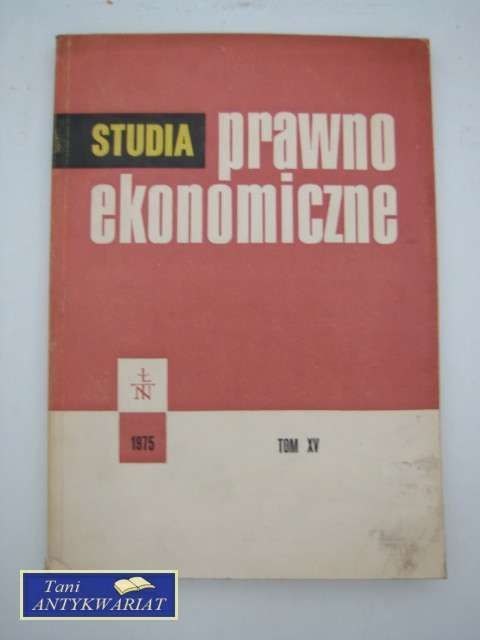 STUDIA prawno
ekonomiczne
ŁTN
1975
TOM XV
Tani
ANTYKWARIAT